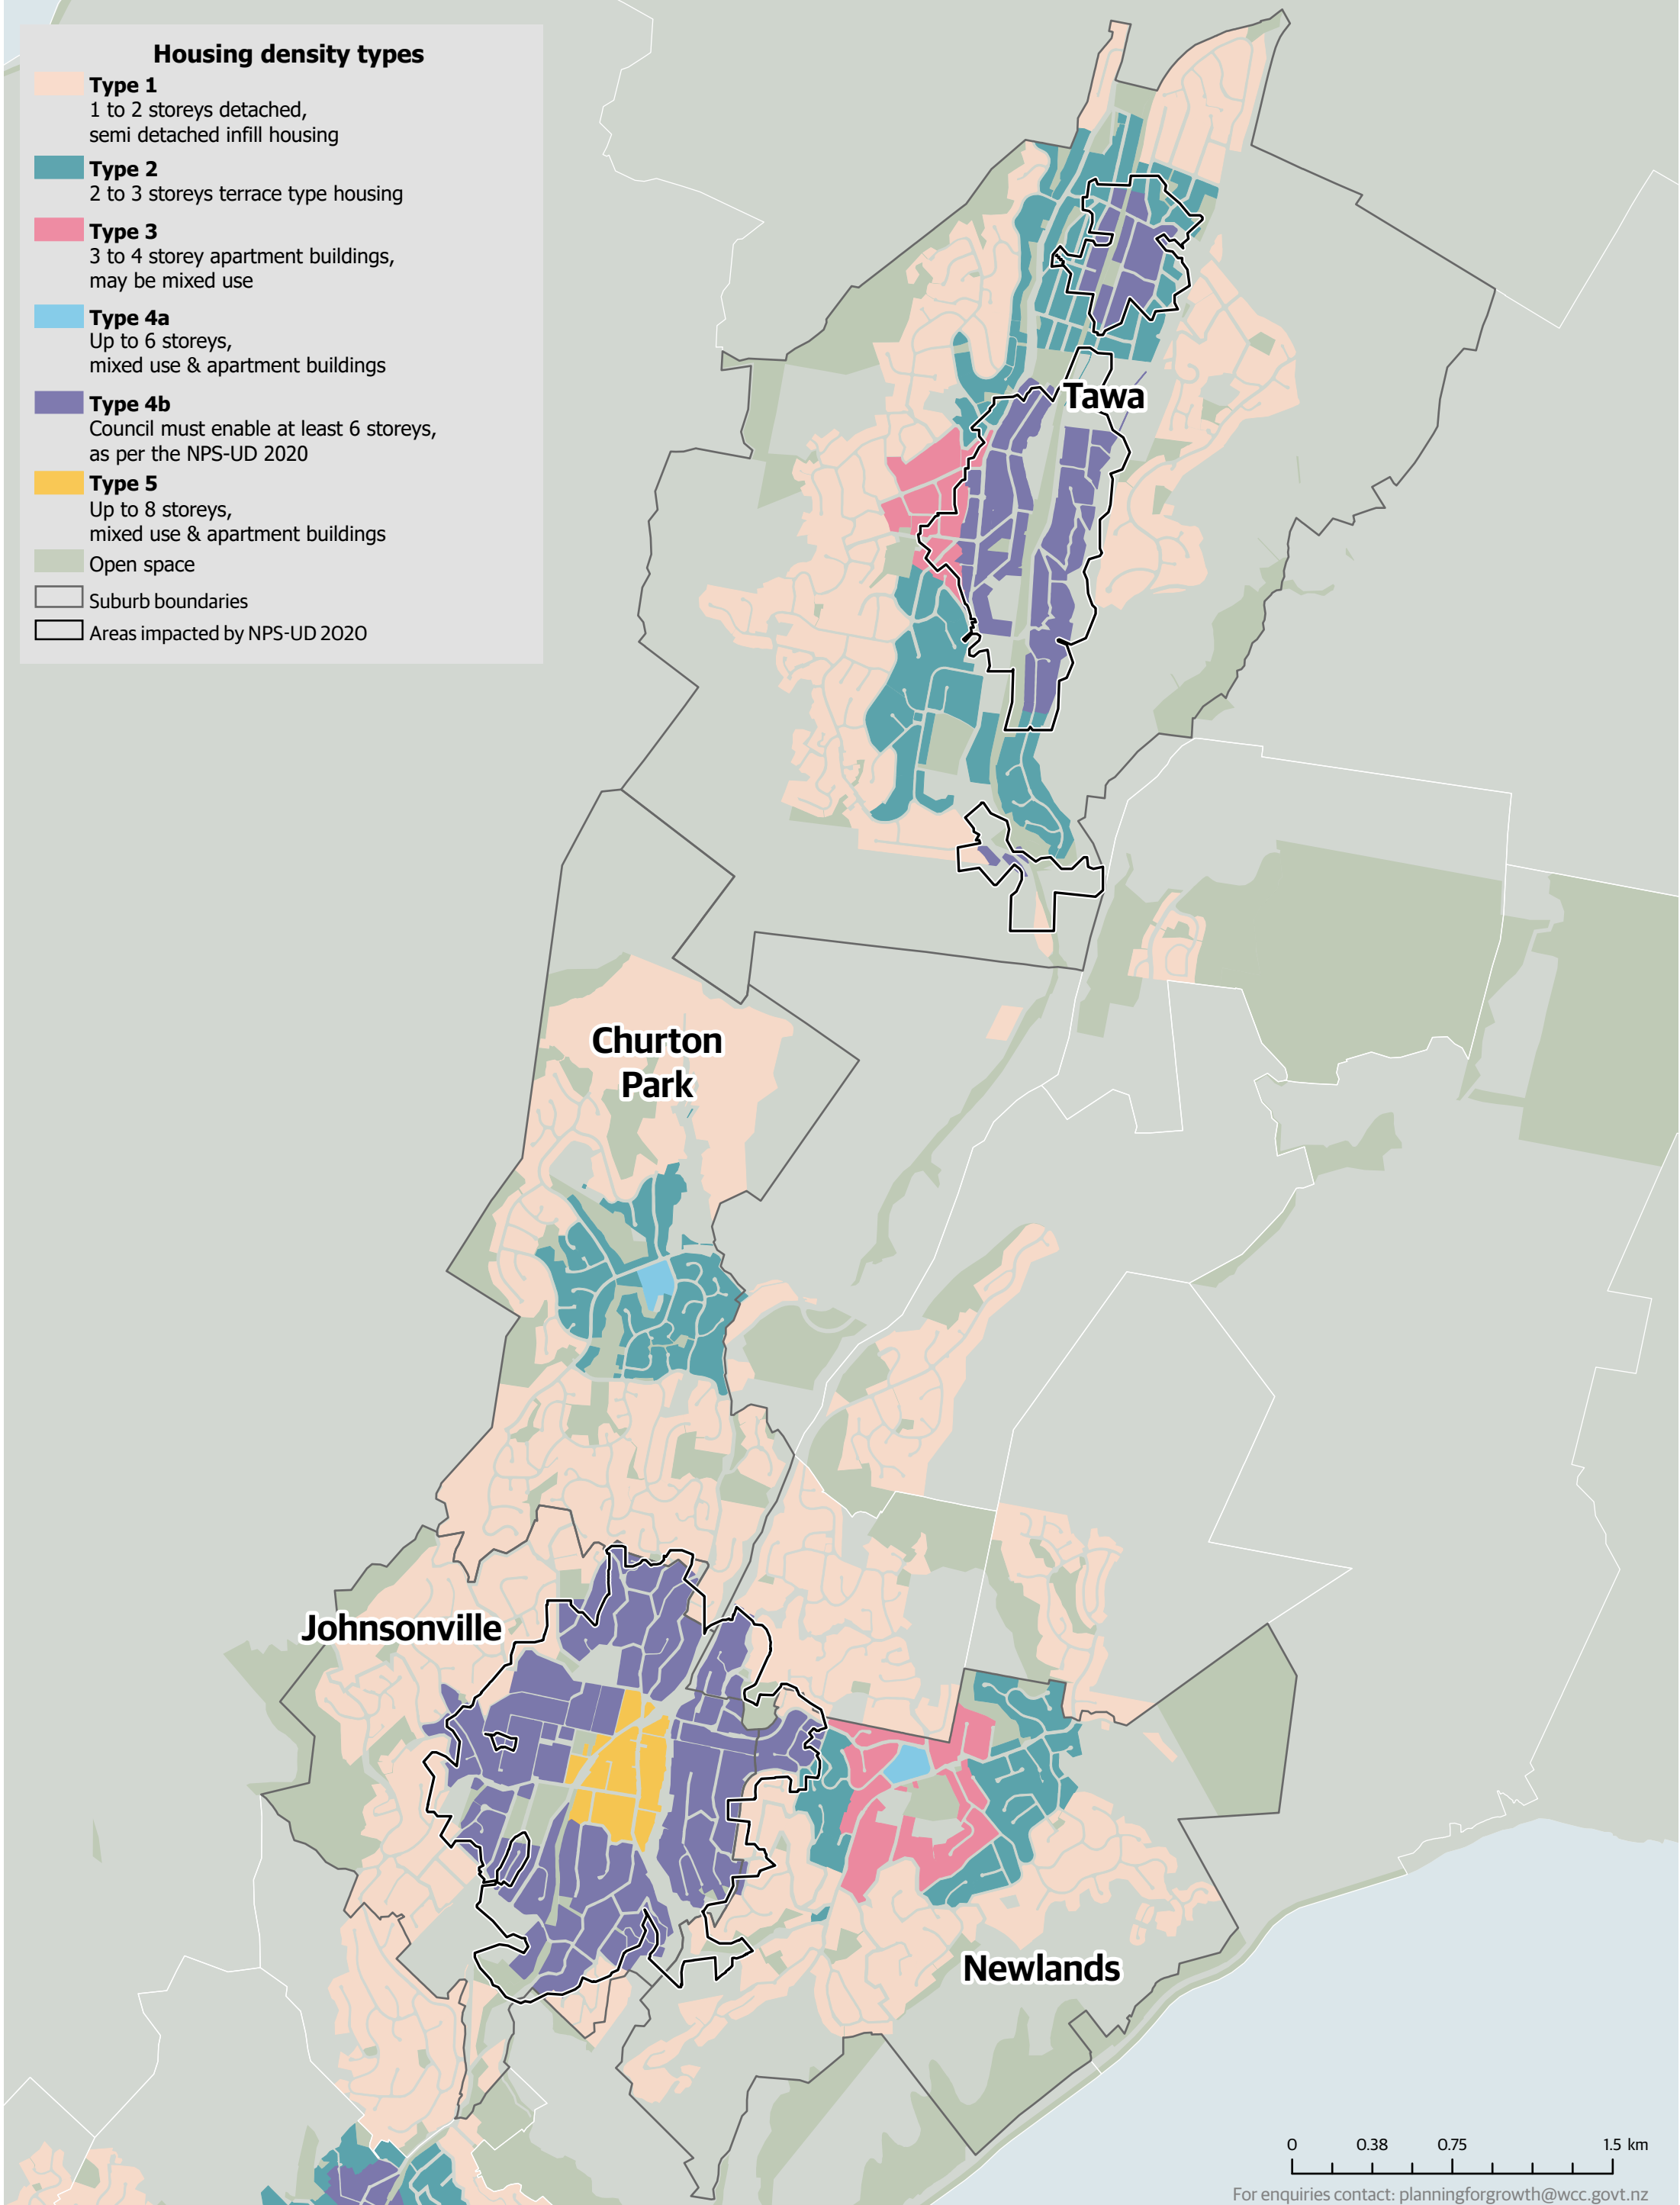 Housing density types
Type 1
1 to 2 storeys detached,
semi detached infill housing
Type 2
2 to 3 storeys terrace type housing
Type 3
3 to 4 storey apartment buildings,
may be mixed use
Type 4a
Up to 6 storeys,
mixed use & apartment buildings
Type 4b
Council must enable at least 6 storeys,
as per the NPS-UD 2020
Type 5
Up to 8 storeys,
mixed use & apartment buildings
Open space
Suburb boundaries
Areas impacted by NPS-UD 2020
Tawa
Churton
Park
Johnsonville
Newlands
0 0.38 0.75 1.5 km
For enquiries contact: planningforgrowth@wcc.govt.nz